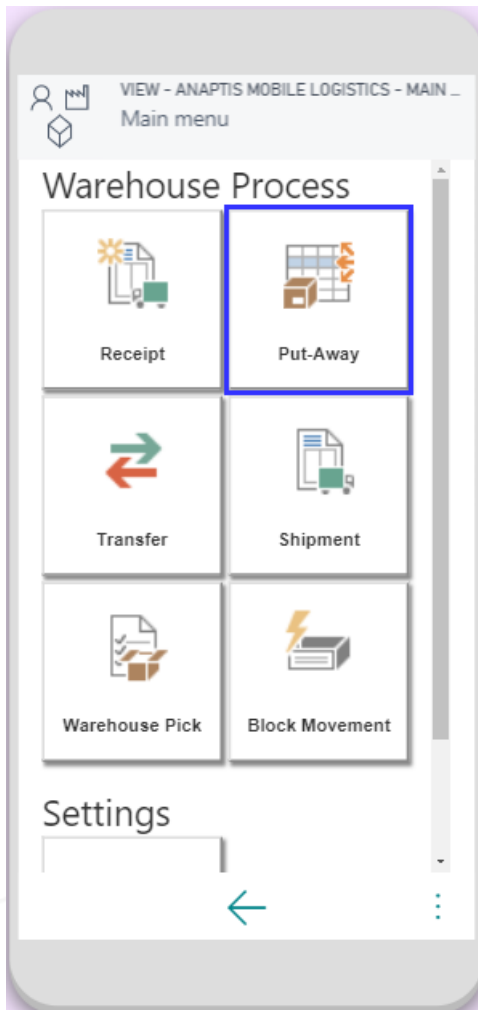 VIEW - ANAPTIS MOBILE LOGISTICS - MAIN ...
Main menu
Warehouse Process
Receipt
Put-Away
Transfer
Shipment
Warehouse Pick
Block Movement
Settings